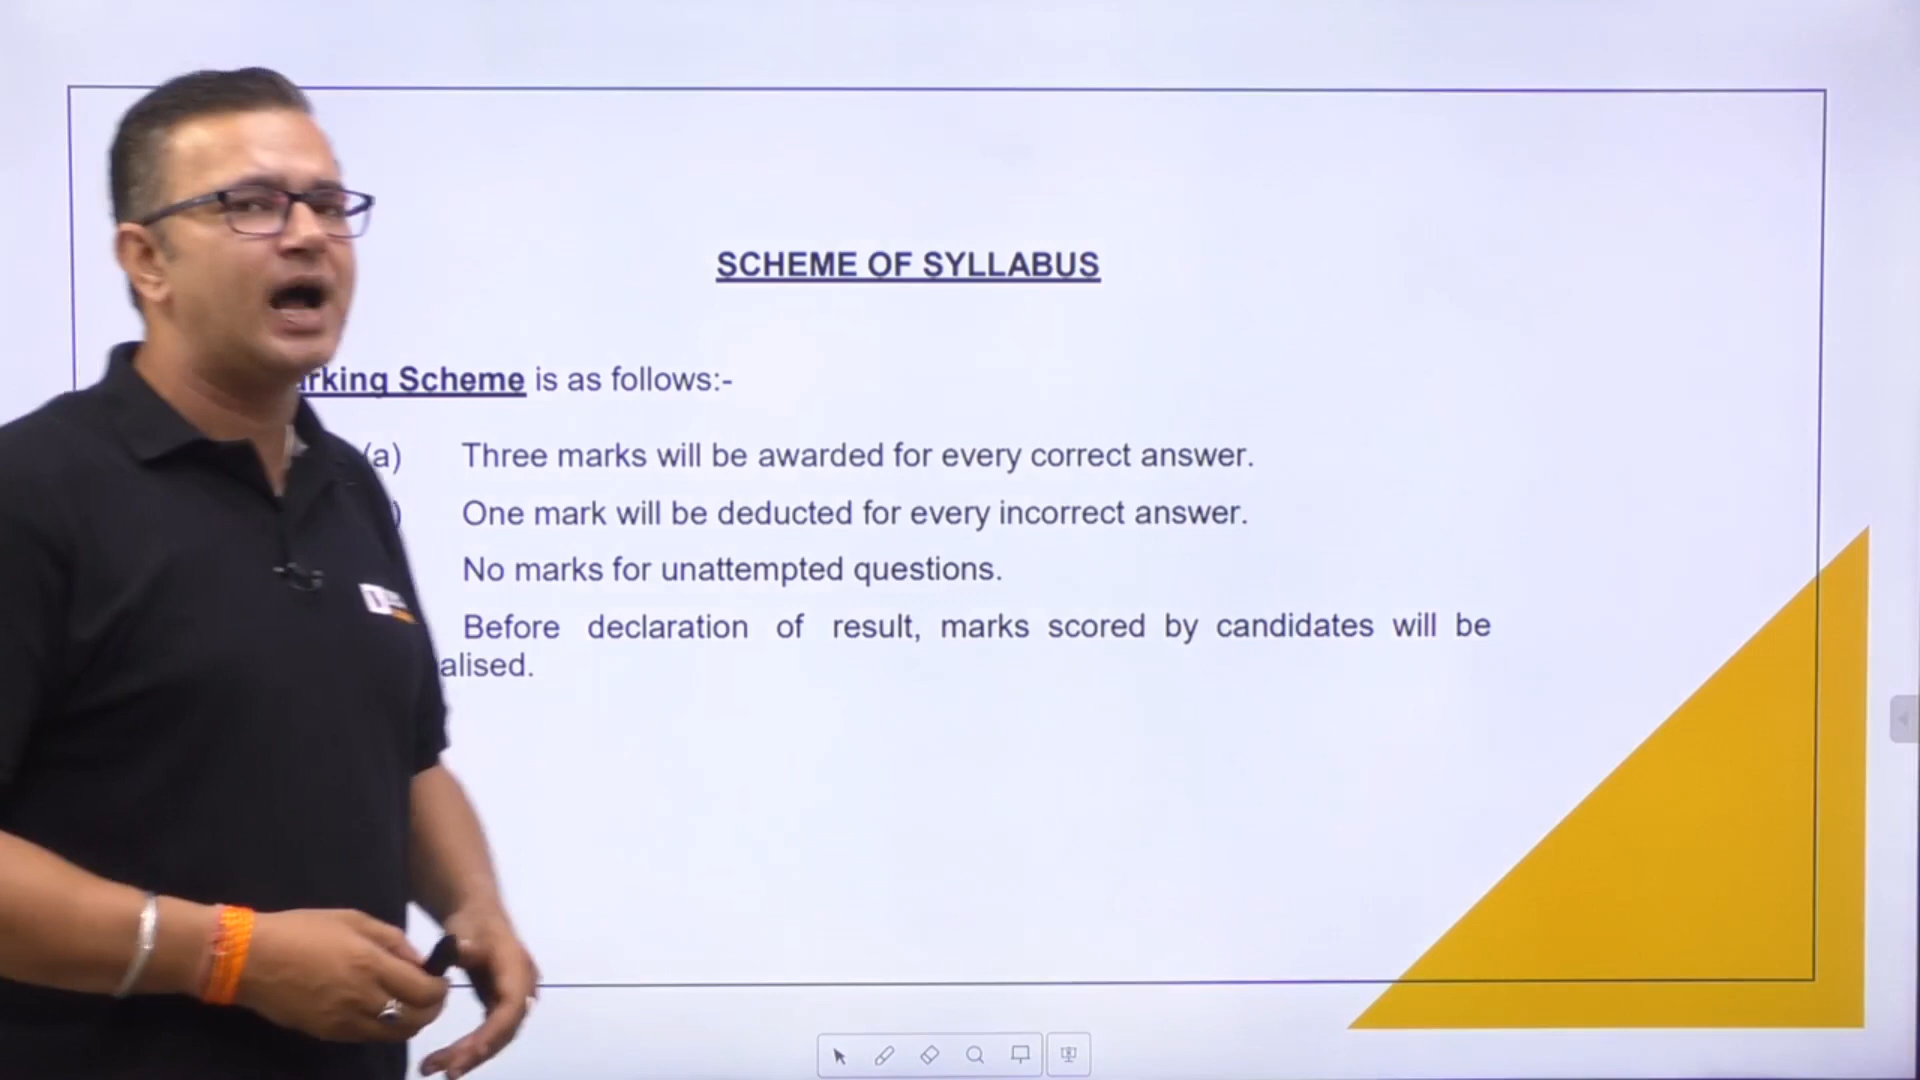 SCHEME OF SYLLABUS
rking Scheme is as follows:-
(a) Three marks will be awarded for every correct answer.
) One mark will be deducted for every incorrect answer.
No marks for unattempted questions.
Before declaration of result, marks scored by candidates will be
alised.